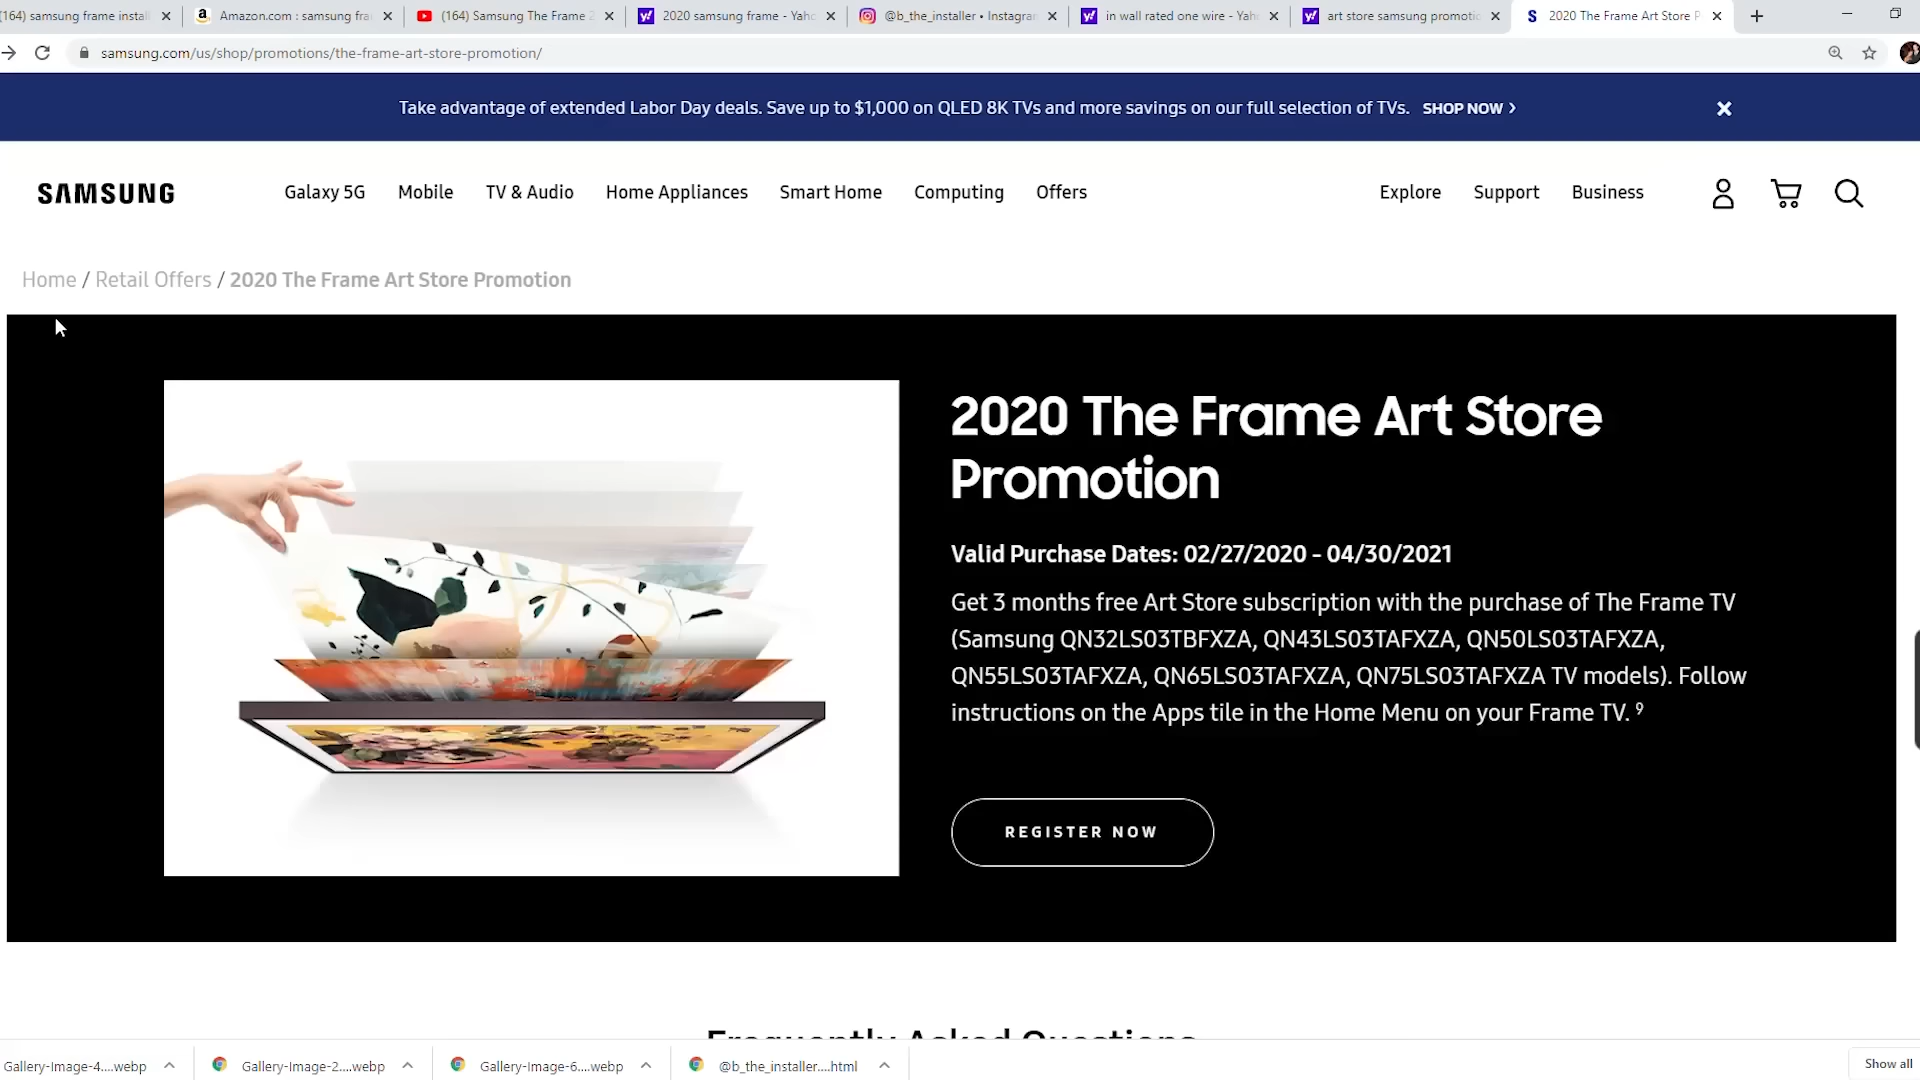 (164) samsung frame install
Amazon.com : samsung fra
(164) Samsung The Frame 2
2020 samsung frame - Yaho
@b_the_installer • Instagram
in wall rated one wire - Yah
art store samsung promotio
2020 The Frame Art Store P
samsung.com/us/shop/promotions/the-frame-art-store-promotion/
Take advantage of extended Labor Day deals. Save up to $1,000 on QLED 8K TVs and more savings on our full selection of TVs. SHOP NOW >
SAMSUNG
Galaxy 5G Mobile TV & Audio Home Appliances Smart Home Computing Offers Explore Support Business
Home / Retail Offers / 2020 The Frame Art Store Promotion
2020 The Frame Art Store
Promotion
Valid Purchase Dates: 02/27/2020 - 04/30/2021
Get 3 months free Art Store subscription with the purchase of The Frame TV
(Samsung QN32LS03TBFXZA, QN43LS03TAFXZA, QN50LS03TAFXZA,
QN55LS03TAFXZA, QN65LS03TAFXZA, QN75LS03TAFXZA TV models). Follow
instructions on the Apps tile in the Home Menu on your Frame TV. 9
REGISTER NOW
Frequently Asked Questions
Gallery-Image-4....webp
Gallery-Image-2....webp
Gallery-Image-6....webp
@b_the_installer....html
Show all